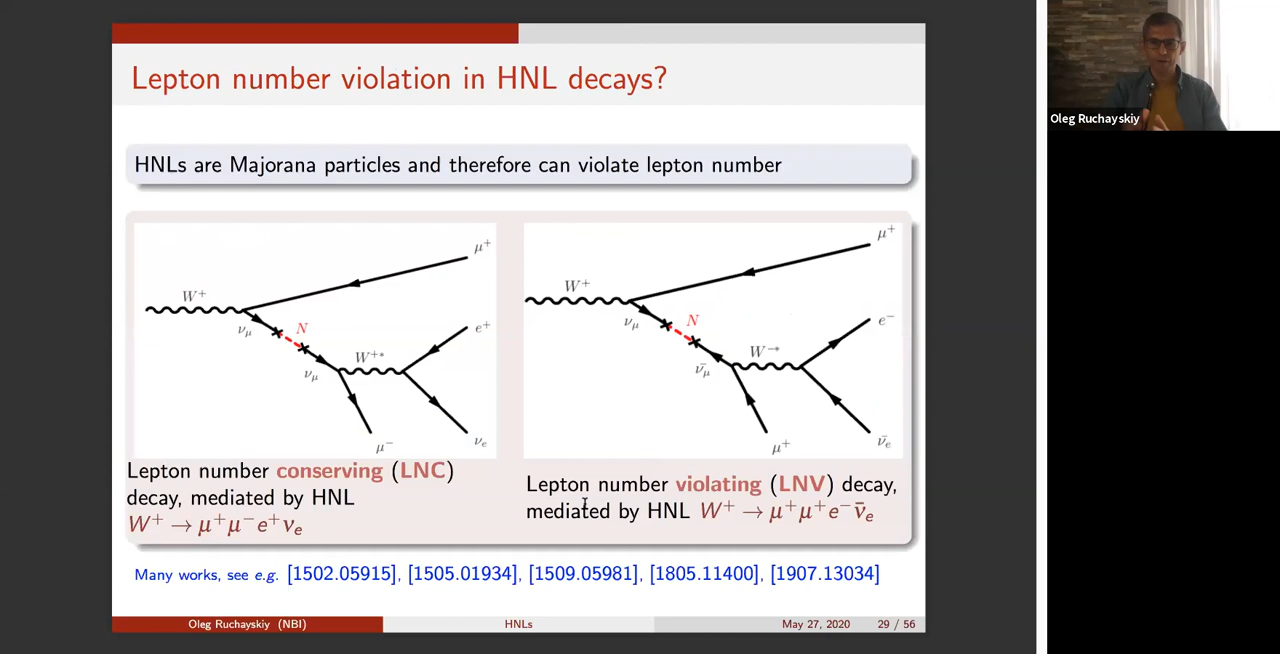 Lepton number violation in HNL decays?
Oleg Ruchayskiy
HNLs are Majorana particles and therefore can violate lepton number
W⁺
μ⁺
ν_μ
N
e⁺
W⁺*
ν_μ
μ⁻
ν_e
W⁺
μ⁺
ν_μ
N
e⁻
W⁻*
ν̄_μ
μ⁺
ν̄_e
Lepton number conserving (LNC)
decay, mediated by HNL
W⁺ → μ⁺μ⁻e⁺ν_e
Lepton number violating (LNV) decay,
mediated by HNL W⁺ → μ⁺μ⁺e⁻ν̄_e
Many works, see e.g. [1502.05915], [1505.01934], [1509.05981], [1805.11400], [1907.13034]
Oleg Ruchayskiy (NBI) HNLs May 27, 2020 29 / 56